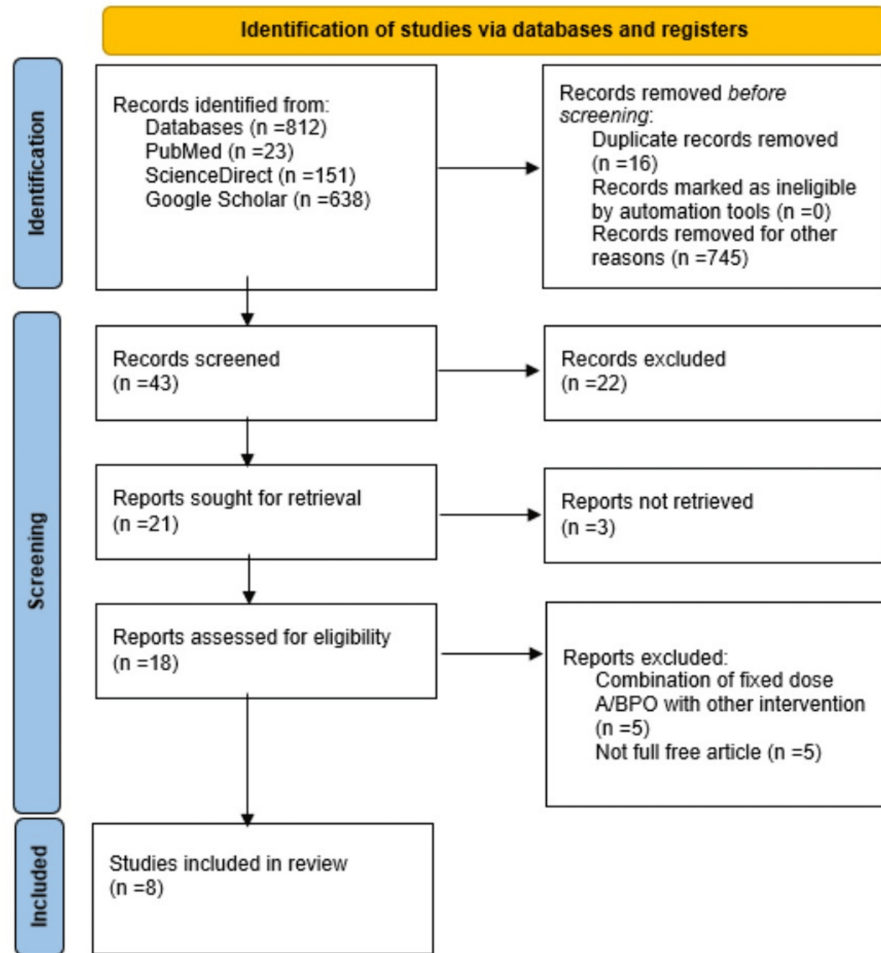 Identification of studies via databases and registers
Identification
Records identified from:
Databases (n =812)
PubMed (n =23)
ScienceDirect (n =151)
Google Scholar (n =638)
Records removed before
screening:
Duplicate records removed
(n =16)
Records marked as ineligible
by automation tools (n =0)
Records removed for other
reasons (n =745)
Screening
Records screened
(n =43)
Records excluded
(n =22)
Reports sought for retrieval
(n =21)
Reports not retrieved
(n =3)
Reports assessed for eligibility
(n =18)
Reports excluded:
Combination of fixed dose
A/BPO with other intervention
(n =5)
Not full free article (n =5)
Included
Studies included in review
(n =8)